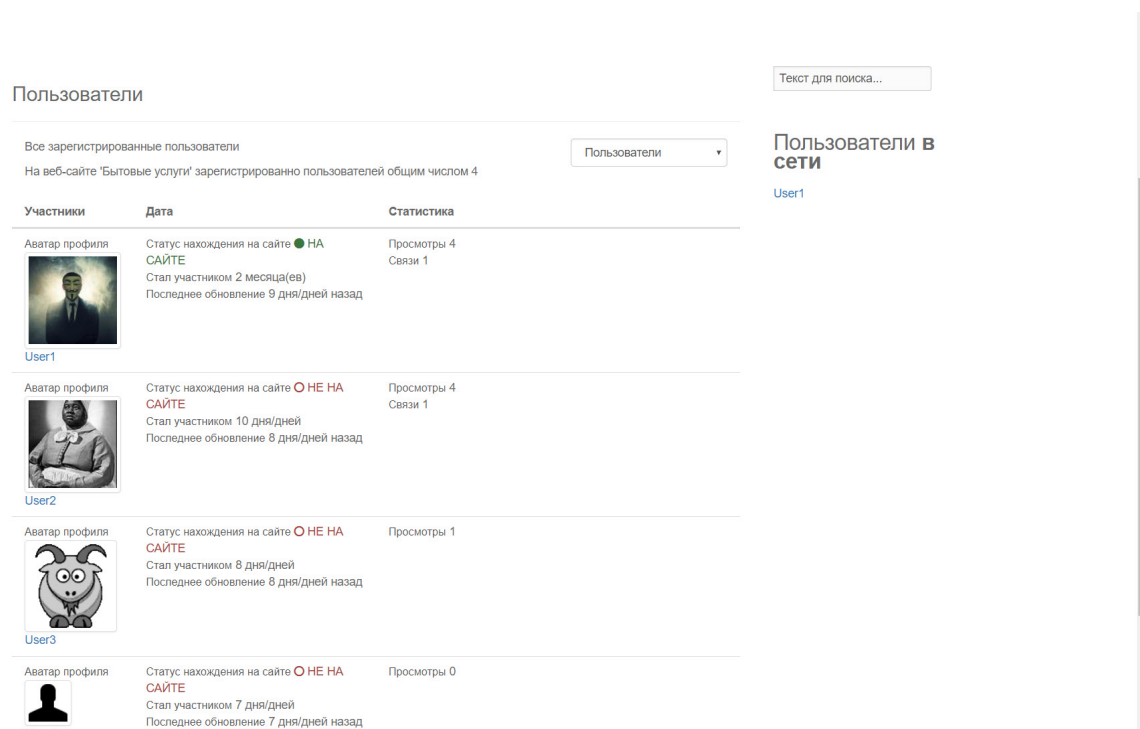 Текст для поиска...
Пользователи
Все зарегистрированные пользователи
Пользователи
На веб-сайте 'Бытовые услуги' зарегистрированно пользователей общим числом 4
Пользователи в
сети
User1
Участники Дата Статистика
Аватар профиля
Статус нахождения на сайте НА
САЙТЕ
Стал участником 2 месяца(ев)
Последнее обновление 9 дня/дней назад
Просмотры 4
Связи 1
User1
Аватар профиля
Статус нахождения на сайте НЕ НА
САЙТЕ
Стал участником 10 дня/дней
Последнее обновление 8 дня/дней назад
Просмотры 4
Связи 1
User2
Аватар профиля
Статус нахождения на сайте НЕ НА
САЙТЕ
Стал участником 8 дня/дней
Последнее обновление 8 дня/дней назад
Просмотры 1
User3
Аватар профиля
Статус нахождения на сайте НЕ НА
САЙТЕ
Стал участником 7 дня/дней
Последнее обновление 7 дня/дней назад
Просмотры 0